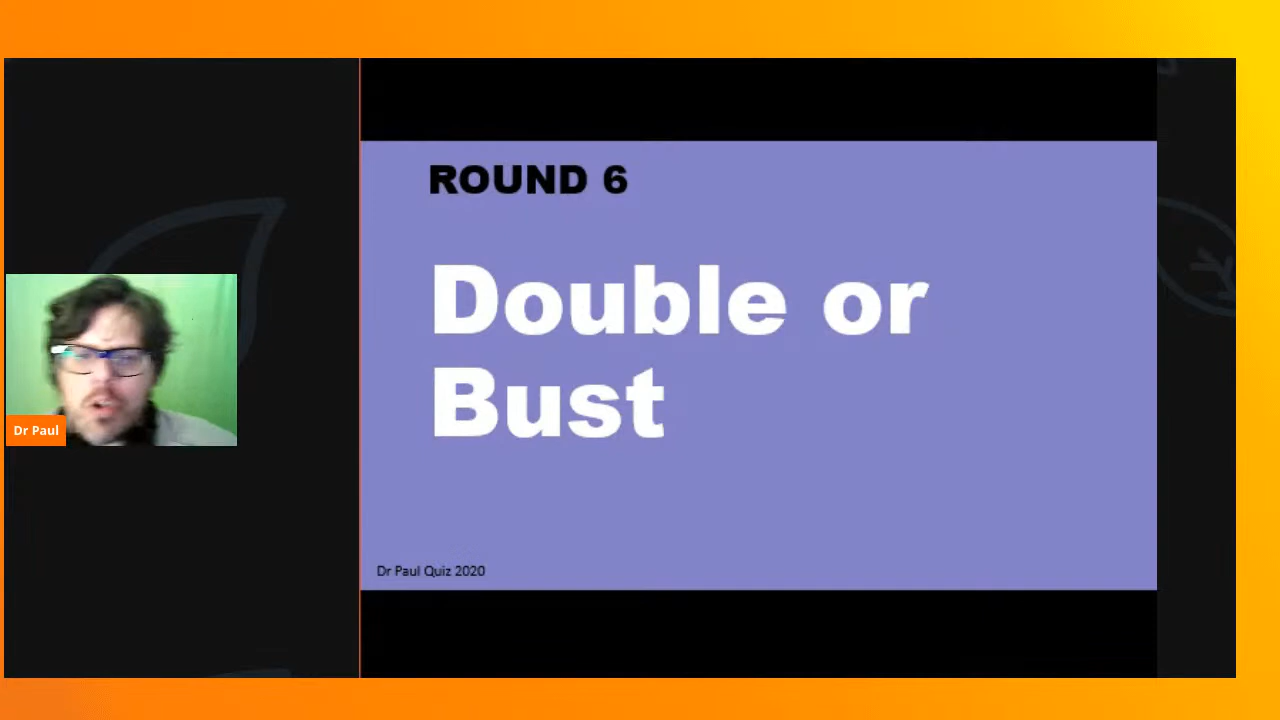 ROUND 6
Double or
Bust
Dr Paul
Dr Paul Quiz 2020